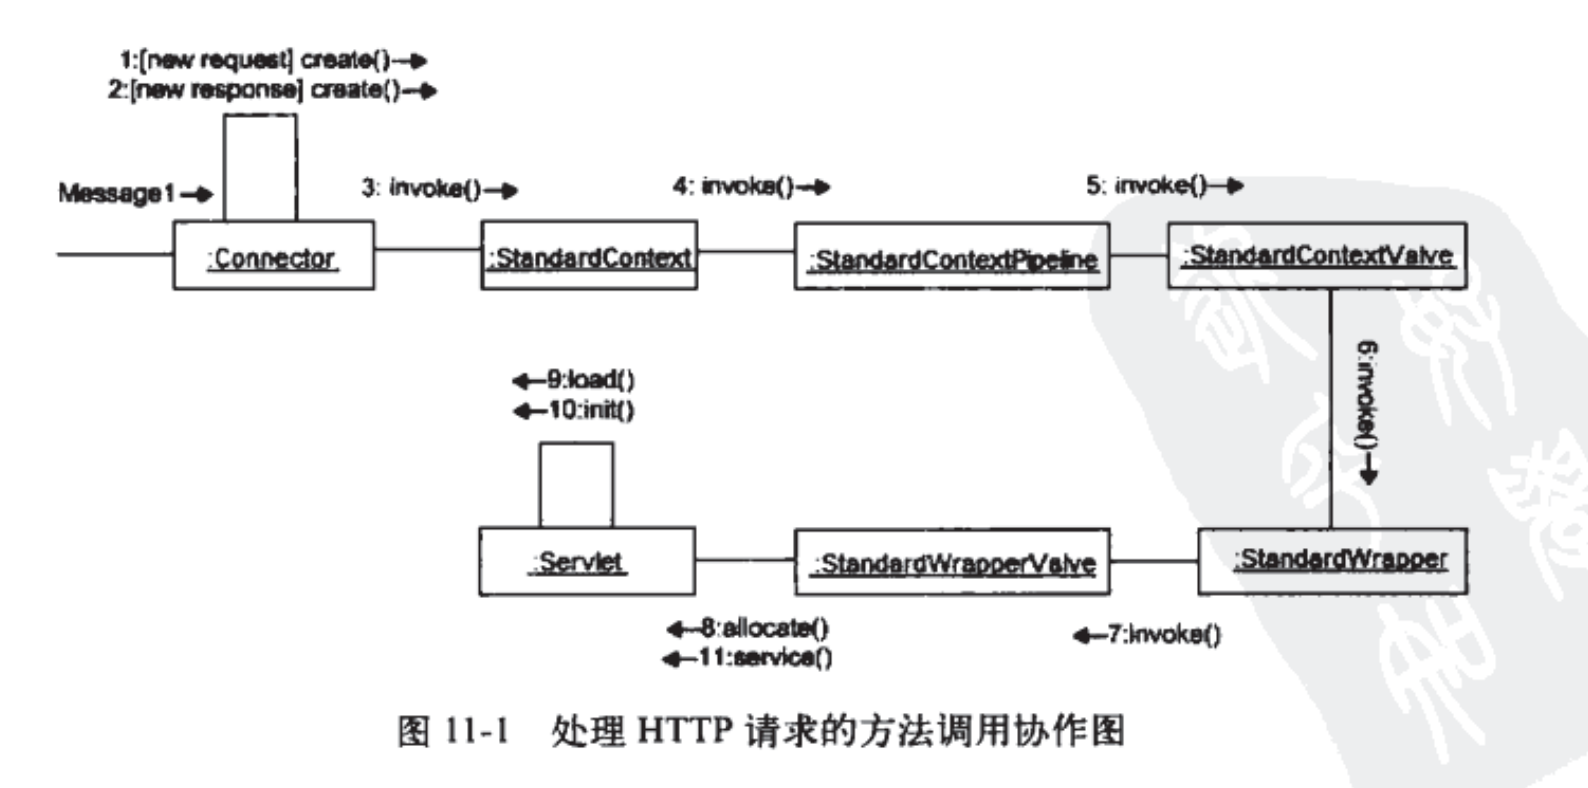 1:[new request] create()
2:[new response] create()
Message1
3: invoke()
4: invoke()
5: invoke()
:Connector
:StandardContext
:StandardContextPipeline
:StandardContextValve
6:invoke()
9:load()
10:init()
:Servlet
:StandardWrapperValve
:StandardWrapper
8:allocate()
11:service()
7:invoke()
图 11-1 处理 HTTP 请求的方法调用协作图